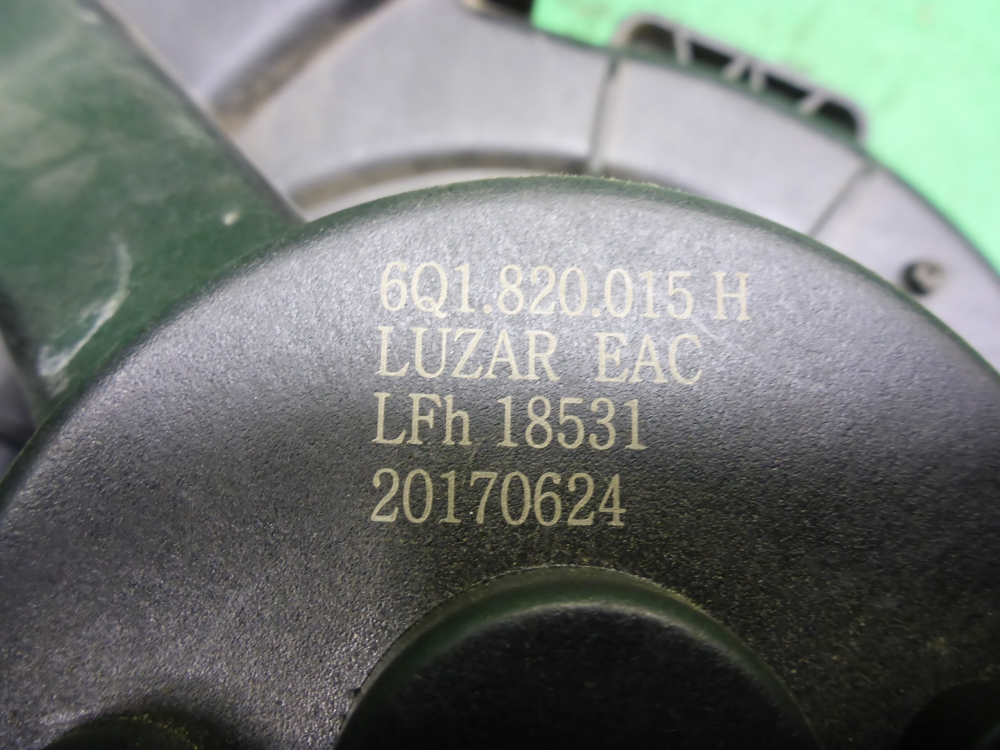 6Q1.820.015 H
LUZAR EAC
LFh 18531
20170624